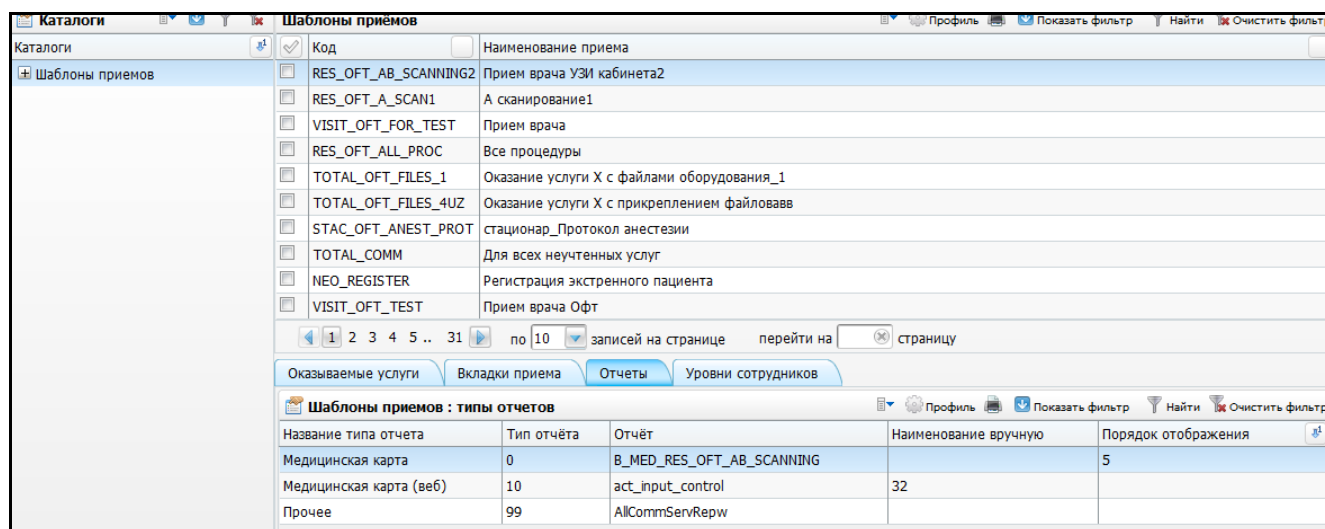 Каталоги
Каталоги
Шаблоны приемов
Шаблоны приёмов Профиль Показать фильтр Найти Очистить фильт
Код Наименование приема
RES_OFT_AB_SCANNING2 Прием врача УЗИ кабинета2
RES_OFT_A_SCAN1 А сканирование1
VISIT_OFT_FOR_TEST Прием врача
RES_OFT_ALL_PROC Все процедуры
TOTAL_OFT_FILES_1 Оказание услуги X с файлами оборудования_1
TOTAL_OFT_FILES_4UZ Оказание услуги X с прикреплением файловавв
STAC_OFT_ANEST_PROT стационар_Протокол анестезии
TOTAL_COMM Для всех неучтенных услуг
NEO_REGISTER Регистрация экстренного пациента
VISIT_OFT_TEST Прием врача Офт
1 2 3 4 5 .. 31 по 10 записей на странице перейти на страницу
Оказываемые услуги Вкладки приема Отчеты Уровни сотрудников
Шаблоны приемов : типы отчетов Профиль Показать фильтр Найти Очистить фильтр
Название типа отчета Тип отчёта Отчёт Наименование вручную Порядок отображения
Медицинская карта 0 B_MED_RES_OFT_AB_SCANNING 5
Медицинская карта (веб) 10 act_input_control 32
Прочее 99 AllCommServRepw